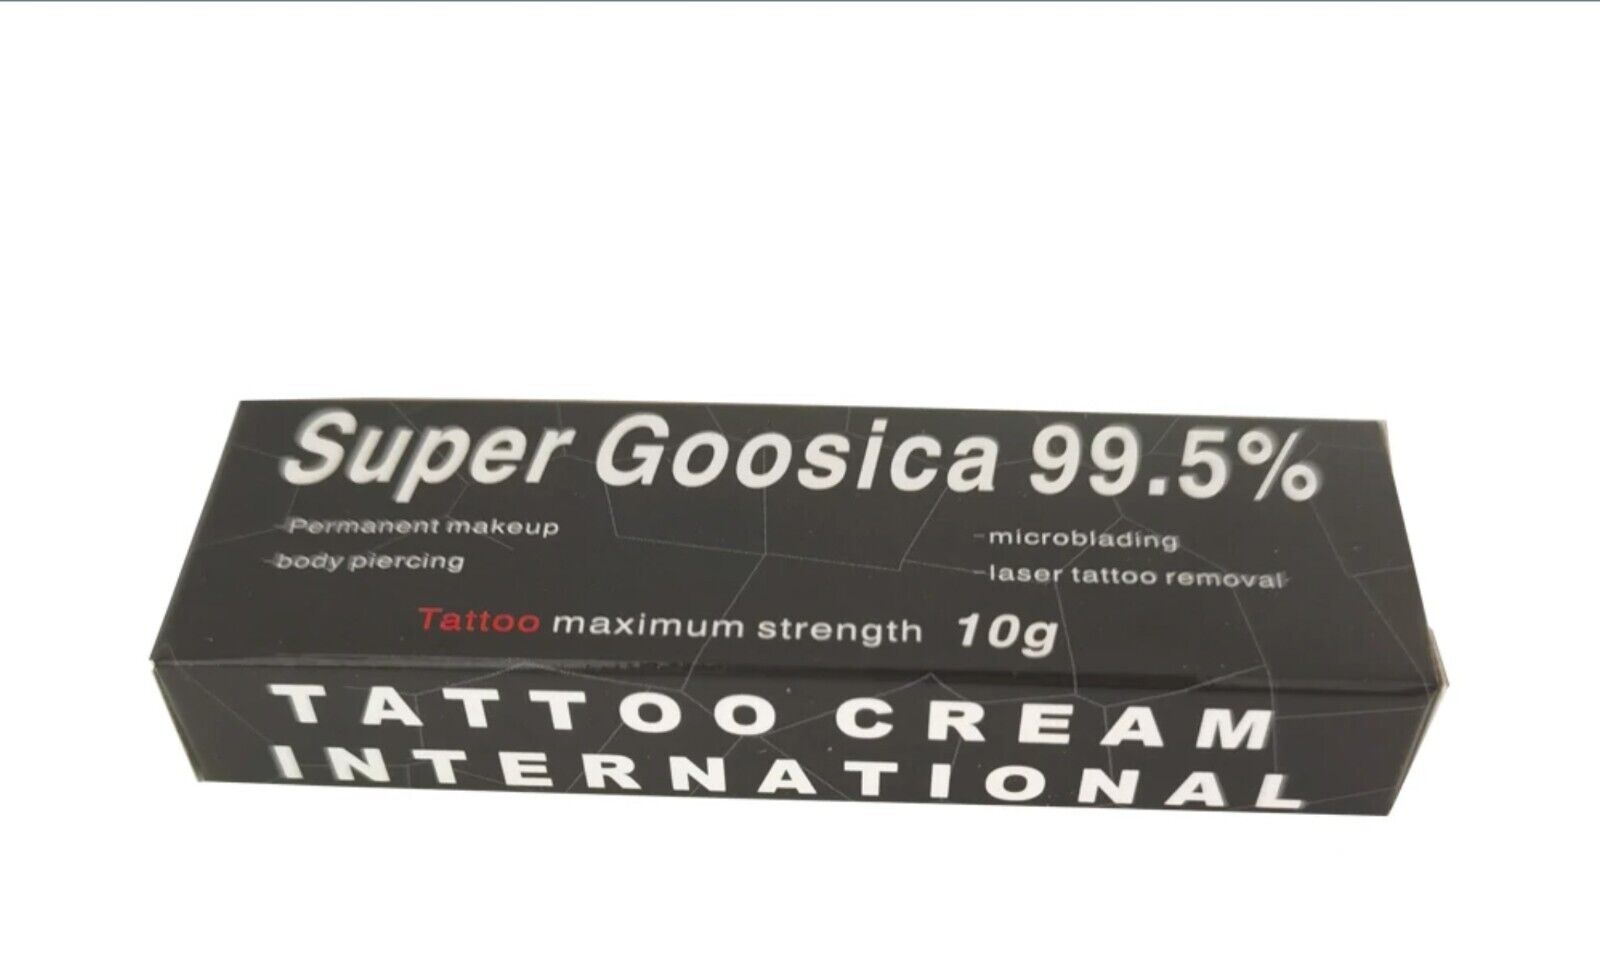 Super Goosica 99.5%
-Permanent makeup
-microblading
-body piercing
-laser tattoo removal
Tattoo maximum strength 10g
TATTOO CREAM
INTERNATIONAL